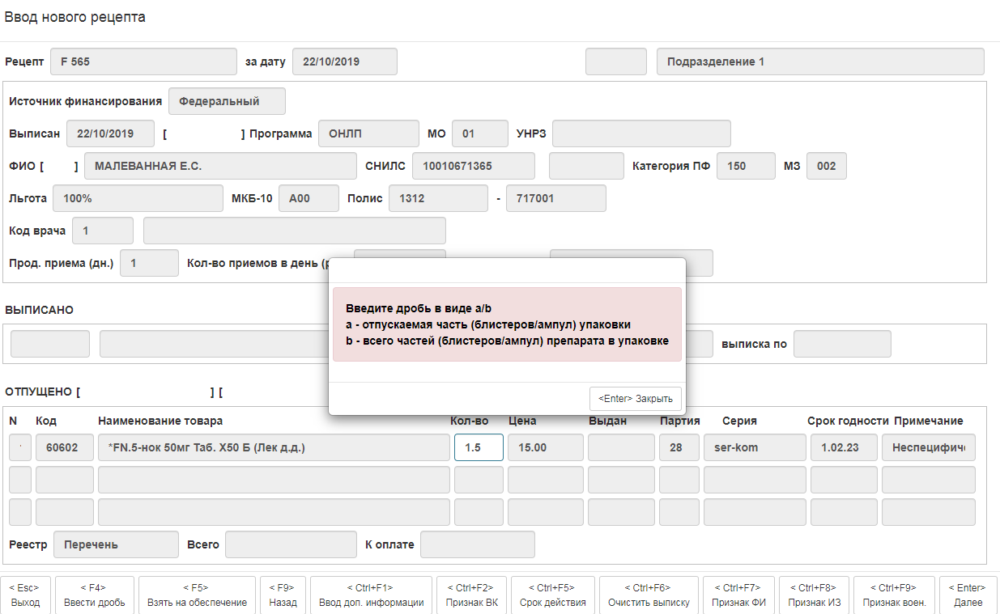 Ввод нового рецепта
Рецепт F 565 за дату 22/10/2019 Подразделение 1
Источник финансирования Федеральный
Выписан 22/10/2019 [ ] Программа ОНЛП МО 01 УНРЗ
ФИО [ ] МАЛЕВАННАЯ Е.С. СНИЛС 10010671365 Категория ПФ 150 МЗ 002
Льгота 100% МКБ-10 A00 Полис 1312 - 717001
Код врача 1
Прод. приема (дн.) 1 Кол-во приемов в день (р
Введите дробь в виде a/b
a - отпускаемая часть (блистеров/ампул) упаковки
b - всего частей (блистеров/ампул) препарата в упаковке
<Enter> Закрыть
ВЫПИСАНО
выписка по
ОТПУЩЕНО [ ] [
N Код Наименование товара Кол-во Цена Выдан Партия Серия Срок годности Примечание
60602 *FN.5-нок 50мг Таб. Х50 Б (Лек д.д.) 1.5 15.00 28 ser-kom 1.02.23 Неспецифич
Реестр Перечень Всего К оплате
< Esc> < F4> < F5> < F9> < Ctrl+F1> < Ctrl+F2> < Ctrl+F5> < Ctrl+F6> < Ctrl+F7> < Ctrl+F8> < Ctrl+F9> < Enter>
Выход Ввести дробь Взять на обеспечение Назад Ввод доп. информации Признак ВК Срок действия Очистить выписку Признак ФИ Признак ИЗ Признак воен. Далее